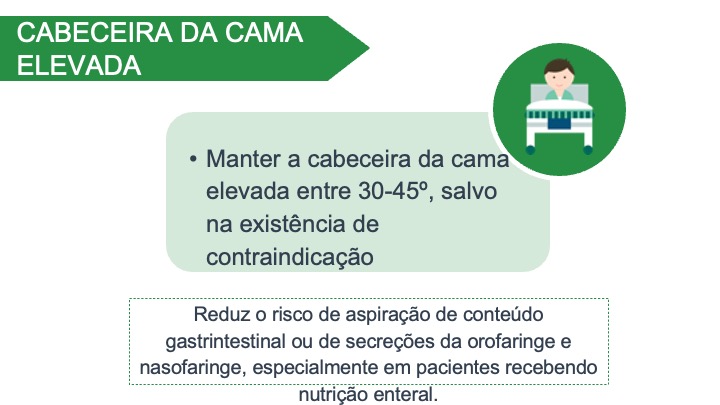 CABECEIRA DA CAMA
ELEVADA
• Manter a cabeceira da cama
elevada entre 30-45º, salvo
na existência de
contraindicação
Reduz o risco de aspiração de conteúdo
gastrintestinal ou de secreções da orofaringe e
nasofaringe, especialmente em pacientes recebendo
nutrição enteral.